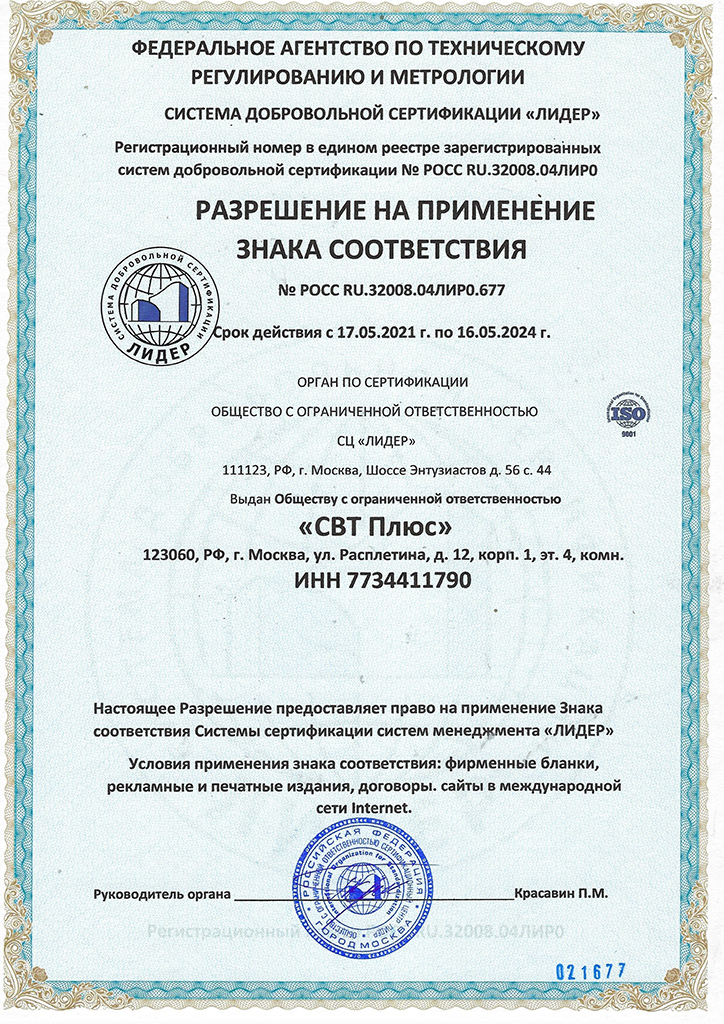 ФЕДЕРАЛЬНОЕ АГЕНТСТВО ПО ТЕХНИЧЕСКОМУ
РЕГУЛИРОВАНИЮ И МЕТРОЛОГИИ
СИСТЕМА ДОБРОВОЛЬНОЙ СЕРТИФИКАЦИИ «ЛИДЕР»
Регистрационный номер в едином реестре зарегистрированных
систем добровольной сертификации № РОСС RU.32008.04ЛИР0
РАЗРЕШЕНИЕ НА ПРИМЕНЕНИЕ
ЗНАКА СООТВЕТСТВИЯ
СИСТЕМА ДОБРОВОЛЬНОЙ СЕРТИФИКАЦИИ
ЛИДЕР
№ РОСС RU.32008.04ЛИР0.677
Срок действия с 17.05.2021 г. по 16.05.2024 г.
ОРГАН ПО СЕРТИФИКАЦИИ
ОБЩЕСТВО С ОГРАНИЧЕННОЙ ОТВЕТСТВЕННОСТЬЮ
ISO
9001
СЦ «ЛИДЕР»
111123, РФ, г. Москва, Шоссе Энтузиастов д. 56 с. 44
Выдан Обществу с ограниченной ответственностью
«СВТ Плюс»
123060, РФ, г. Москва, ул. Расплетина, д. 12, корп. 1, эт. 4, комн.
ИНН 7734411790
Настоящее Разрешение предоставляет право на применение Знака
соответствия Системы сертификации систем менеджмента «ЛИДЕР»
Условия применения знака соответствия: фирменные бланки,
рекламные и печатные издания, договоры. сайты в международной
сети Internet.
РОССИЙСКАЯ ФЕДЕРАЦИЯ
ГОРОД МОСКВА
Руководитель органа Красавин П.М.
Регистрационный RU.32008.04ЛИР0
021677